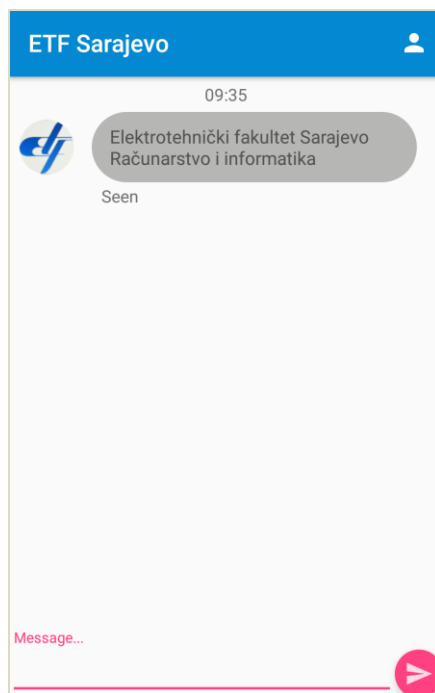 ETF Sarajevo
09:35
Elektrotehnički fakultet Sarajevo
Računarstvo i informatika
Seen
Message...